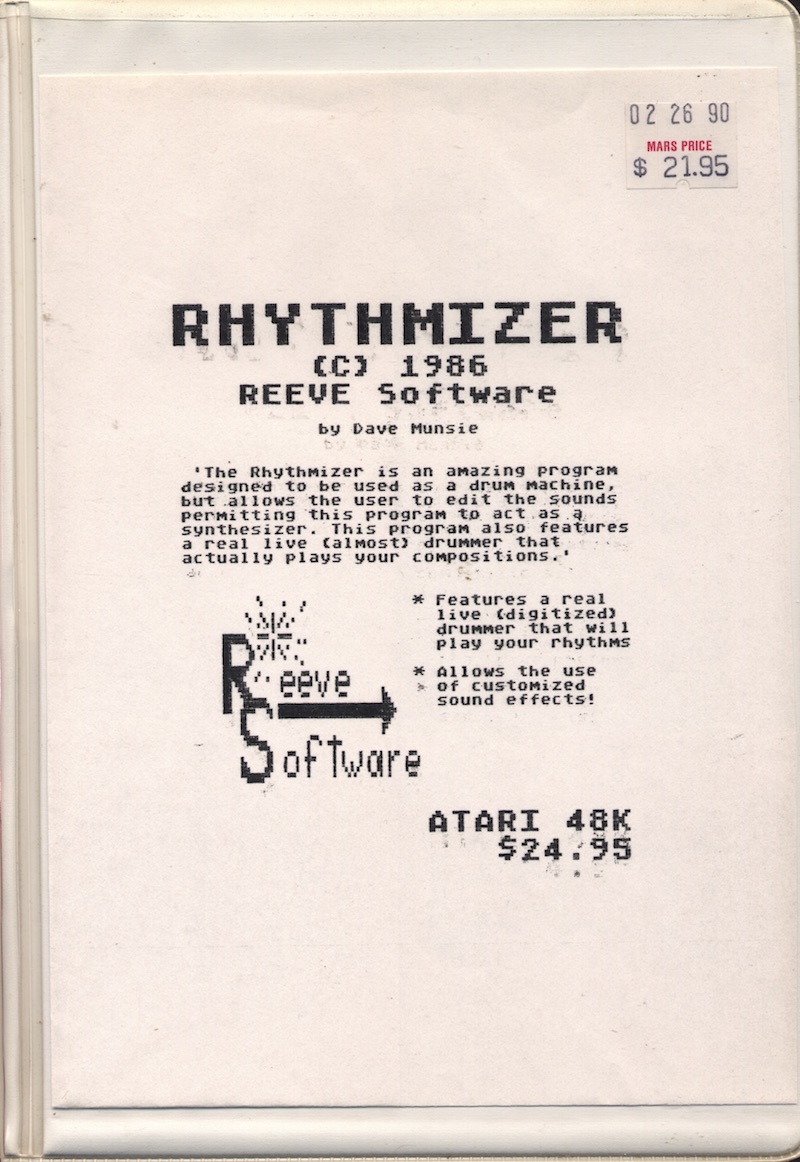 02 26 90
MARS PRICE
$ 21.95
RHYTHMIZER
(C) 1986
REEVE Software
by Dave Munsie
'The Rhythmizer is an amazing program
designed to be used as a drum machine,
but allows the user to edit the sounds
permitting this program to act as a
synthesizer. This program also features
a real live (almost) drummer that
actually plays your compositions.'
* Features a real
live (digitized)
drummer that will
play your rhythms
* Allows the use
of customized
sound effects!
Reeve
Software
ATARI 48K
$24.95